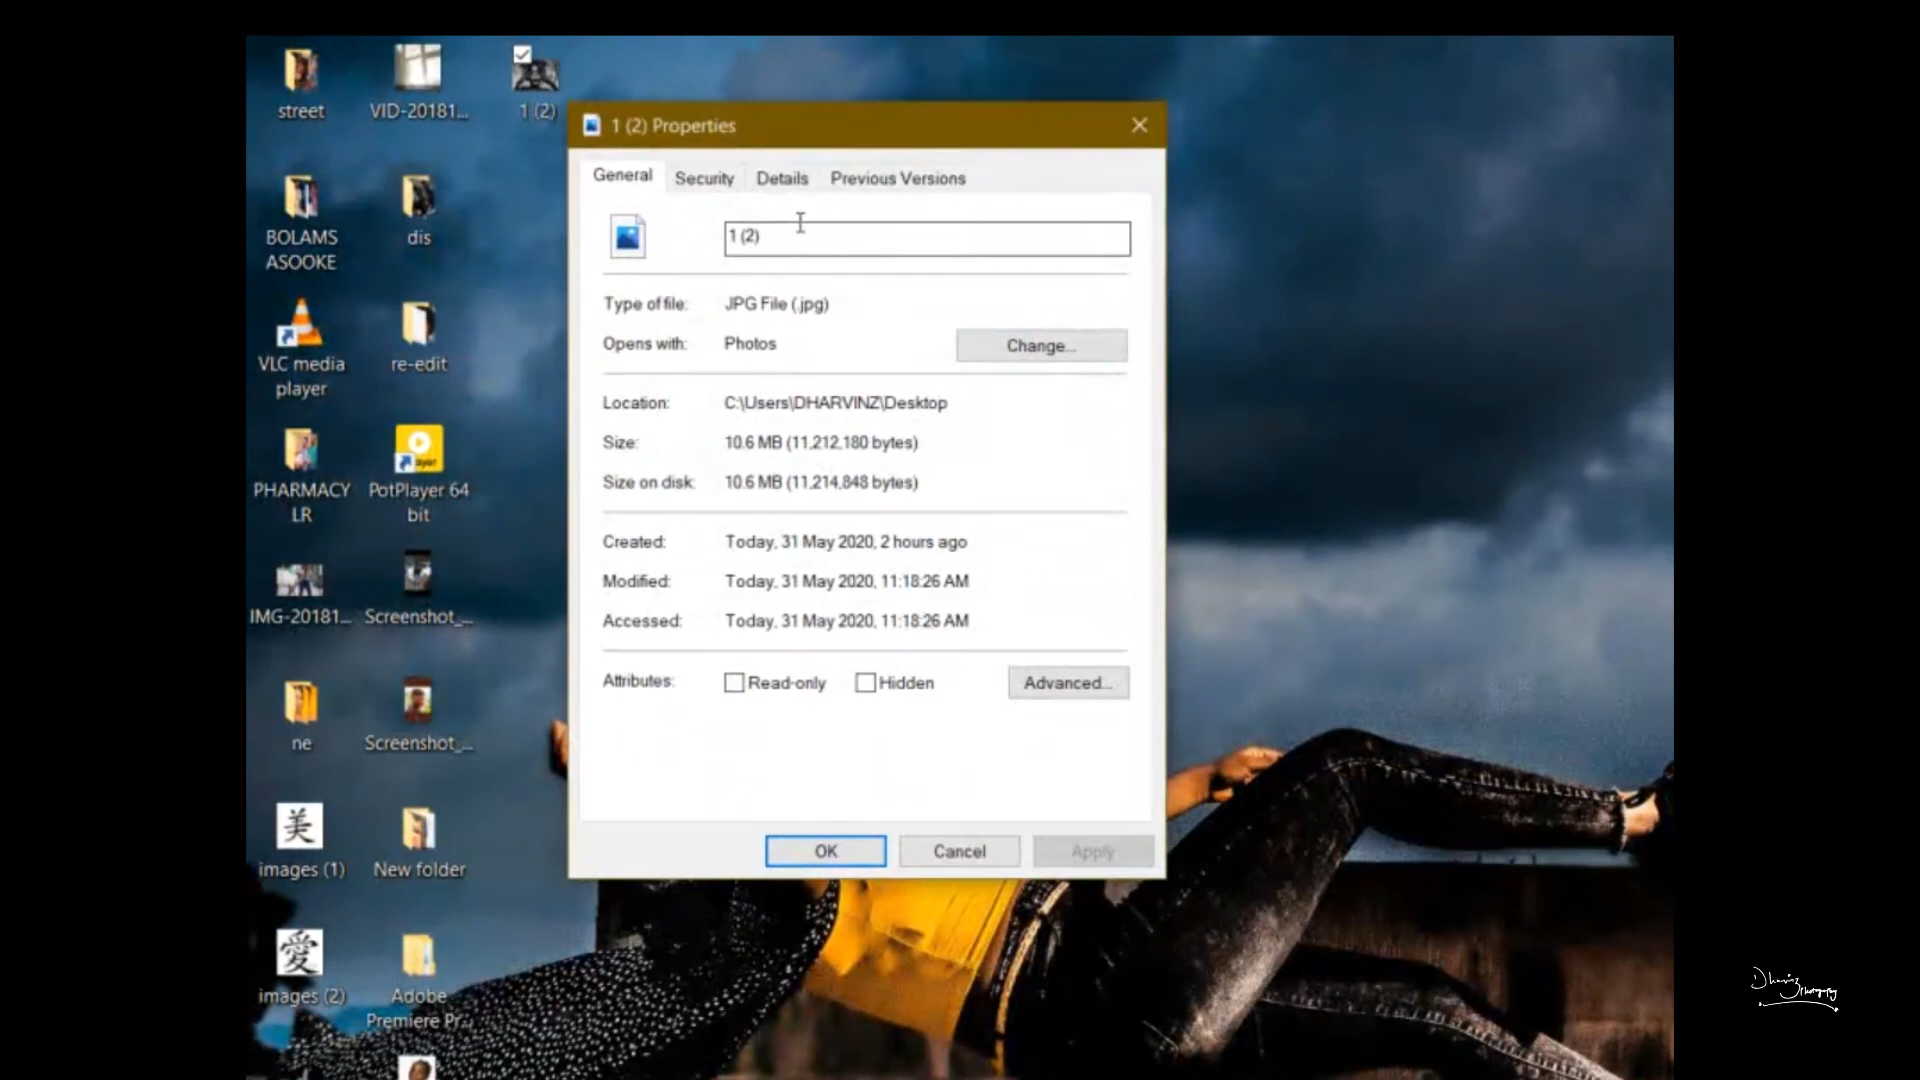 street
VID-20181...
1 (2)
BOLAMS
ASOOKE
dis
VLC media
player
re-edit
PHARMACY
LR
PotPlayer 64
bit
IMG-20181...
Screenshot_...
ne
Screenshot_...
美
images (1)
New folder
愛
images (2)
Adobe
Premiere Pr...
1 (2) Properties
General
Security
Details
Previous Versions
1 (2)
Type of file:
JPG File (.jpg)
Opens with:
Photos
Change...
Location:
C:\Users\DHARVINZ\Desktop
Size:
10.6 MB (11,212,180 bytes)
Size on disk:
10.6 MB (11,214,848 bytes)
Created:
Today, 31 May 2020, 2 hours ago
Modified:
Today, 31 May 2020, 11:18:26 AM
Accessed:
Today, 31 May 2020, 11:18:26 AM
Attributes:
Read-only
Hidden
Advanced...
OK
Cancel
Apply
Dharvinz
Photography